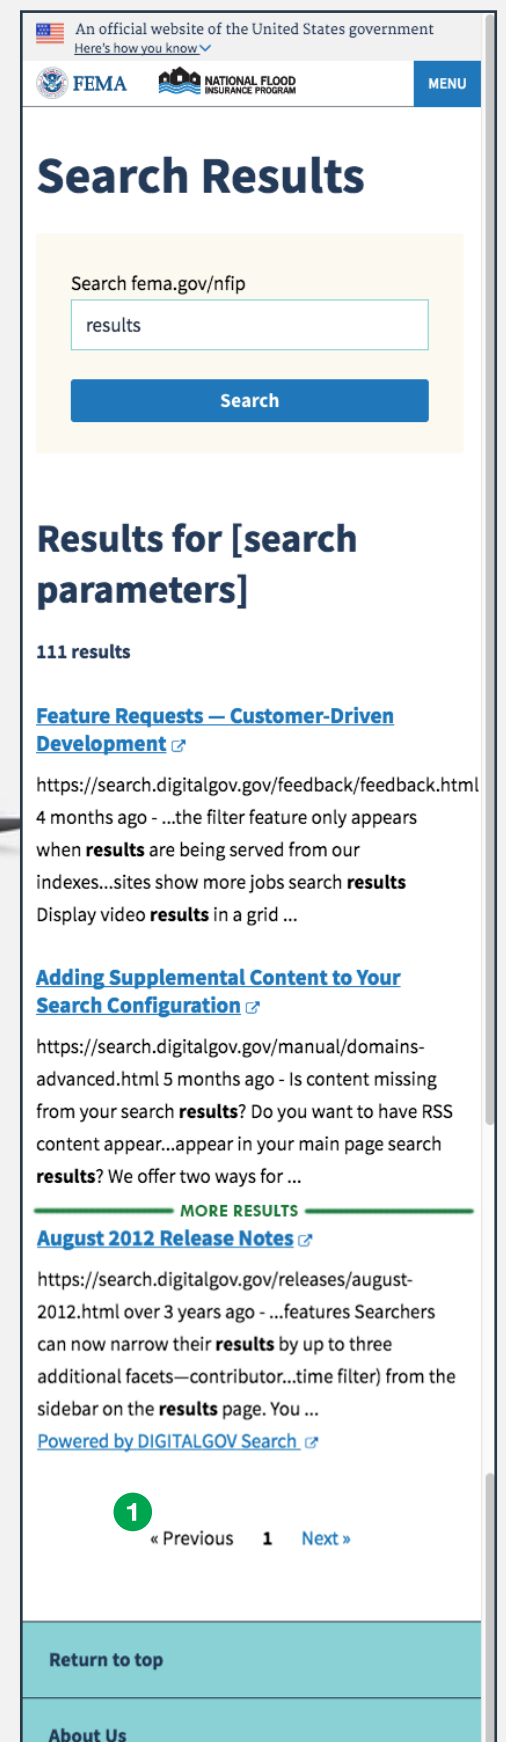 An official website of the United States government
Here's how you know
FEMA
NATIONAL FLOOD
INSURANCE PROGRAM
MENU
Search Results
Search fema.gov/nfip
results
Search
Results for [search
parameters]
111 results
Feature Requests — Customer-Driven
Development
https://search.digitalgov.gov/feedback/feedback.html
4 months ago - ...the filter feature only appears
when results are being served from our
indexes...sites show more jobs search results
Display video results in a grid ...
Adding Supplemental Content to Your
Search Configuration
https://search.digitalgov.gov/manual/domains-
advanced.html 5 months ago - Is content missing
from your search results? Do you want to have RSS
content appear...appear in your main page search
results? We offer two ways for ...
MORE RESULTS
August 2012 Release Notes
https://search.digitalgov.gov/releases/august-
2012.html over 3 years ago - ...features Searchers
can now narrow their results by up to three
additional facets—contributor...time filter) from the
sidebar on the results page. You ...
Powered by DIGITALGOV Search
1
« Previous 1 Next »
Return to top
About Us